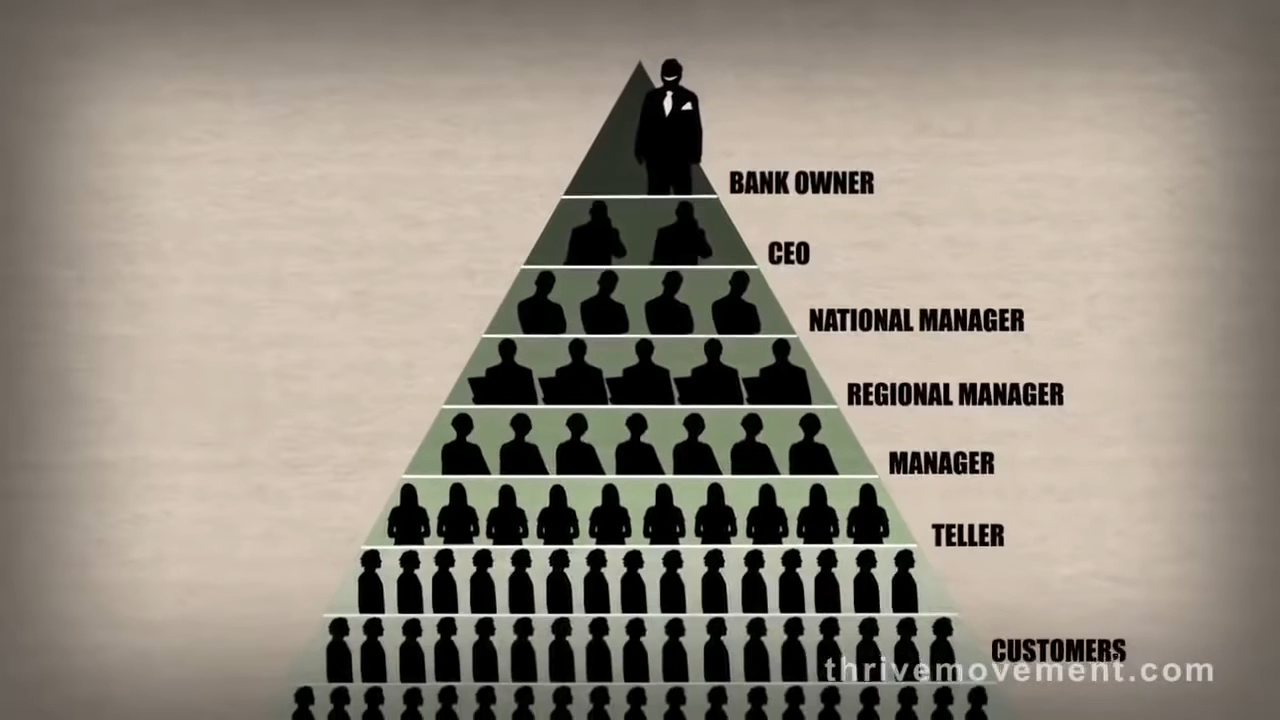 BANK OWNER
CEO
NATIONAL MANAGER
REGIONAL MANAGER
MANAGER
TELLER
CUSTOMERS
thrivemovement.com